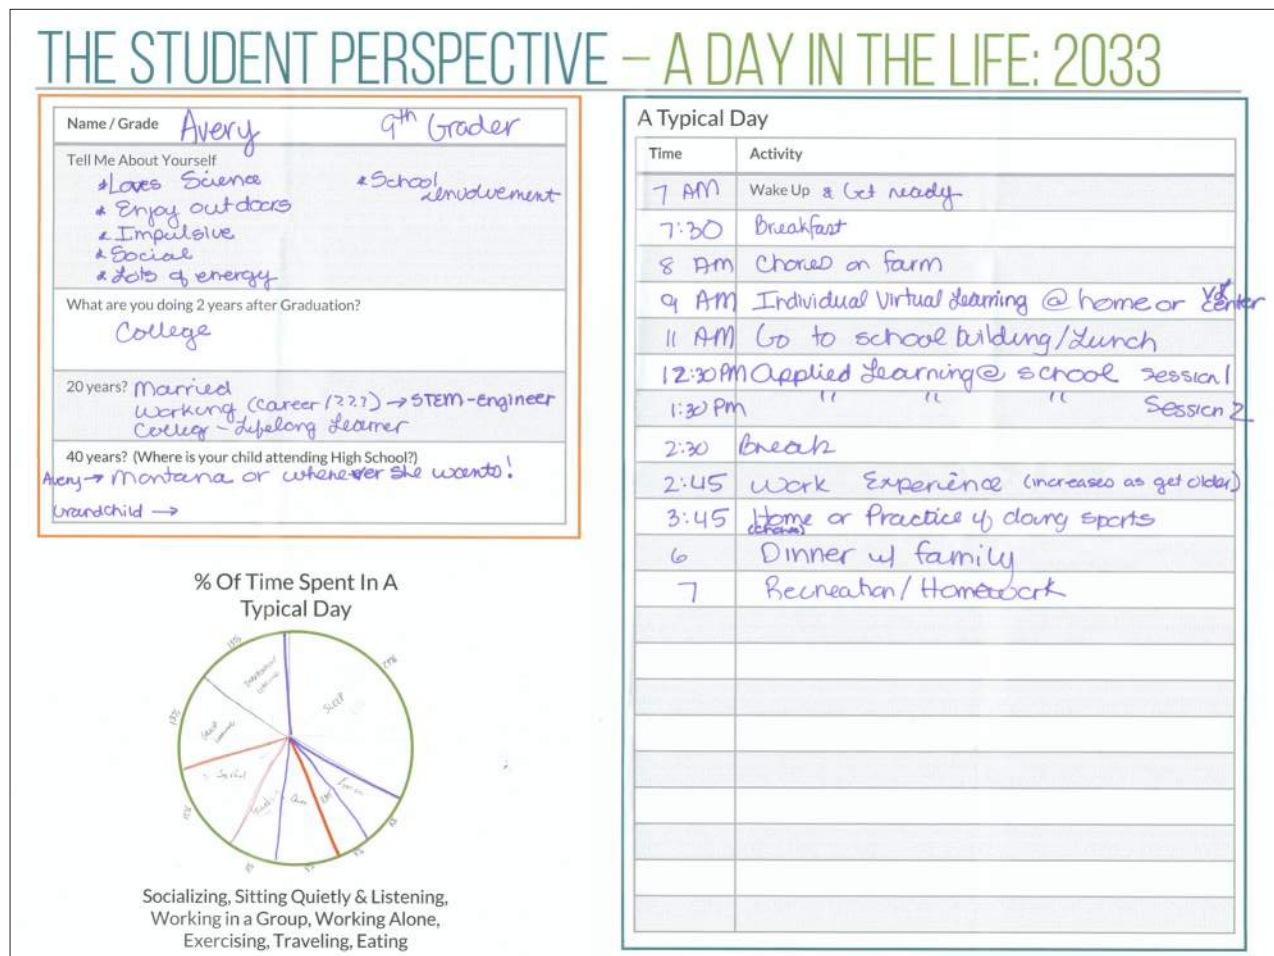 THE STUDENT PERSPECTIVE – A DAY IN THE LIFE: 2033
Name / Grade Avery 9th Grader
Tell Me About Yourself
* Loves Science * School
involvement
* Enjoy outdoors
* Impulsive
* Social
* Lots of energy
What are you doing 2 years after Graduation?
College
20 years? Married
Working (career / ???) → STEM-engineer
College - Lifelong Learner
40 years? (Where is your child attending High School?)
Avery → Montana or wherever she wants!
Grandchild →
% Of Time Spent In A
Typical Day
13%
SLEEP
13%
Social
Socializing, Sitting Quietly & Listening,
Working in a Group, Working Alone,
Exercising, Traveling, Eating
A Typical Day
Time Activity
7 AM Wake Up & Get ready
7:30 Breakfast
8 AM Chores on farm
9 AM Individual Virtual Learning @ home or center
11 AM Go to school building/Lunch
12:30 PM Applied Learning @ school Session 1
1:30 PM " " " Session 2
2:30 Break
2:45 Work Experience (increases as get older)
3:45 Home or Practice if doing sports
(chores)
6 Dinner w/ family
7 Recreation / Homework